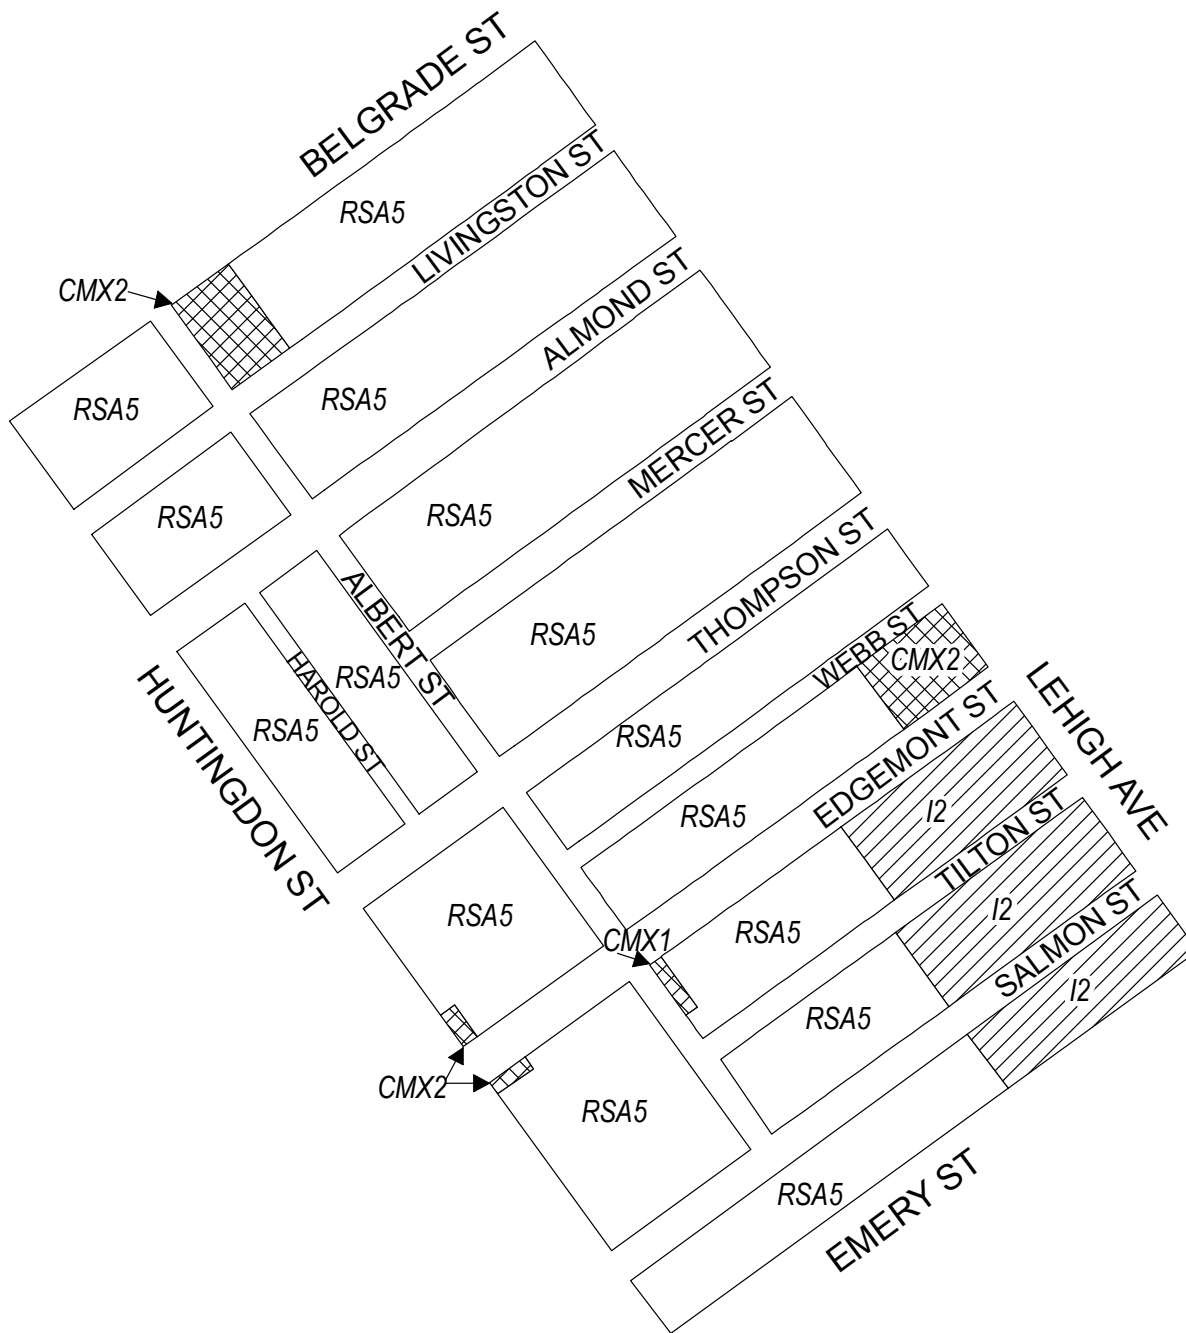 BELGRADE ST
LIVINGSTON ST
RSA5
CMX2
ALMOND ST
RSA5
RSA5
MERCER ST
RSA5
RSA5
THOMPSON ST
ALBERT ST
RSA5
WEBB ST
CMX2
HAROLD ST
RSA5
RSA5
RSA5
HUNTINGDON ST
EDGEMONT ST
LEHIGH AVE
RSA5
I2
TILTON ST
RSA5
CMX1
RSA5
I2
SALMON ST
I2
RSA5
CMX2
RSA5
RSA5
EMERY ST